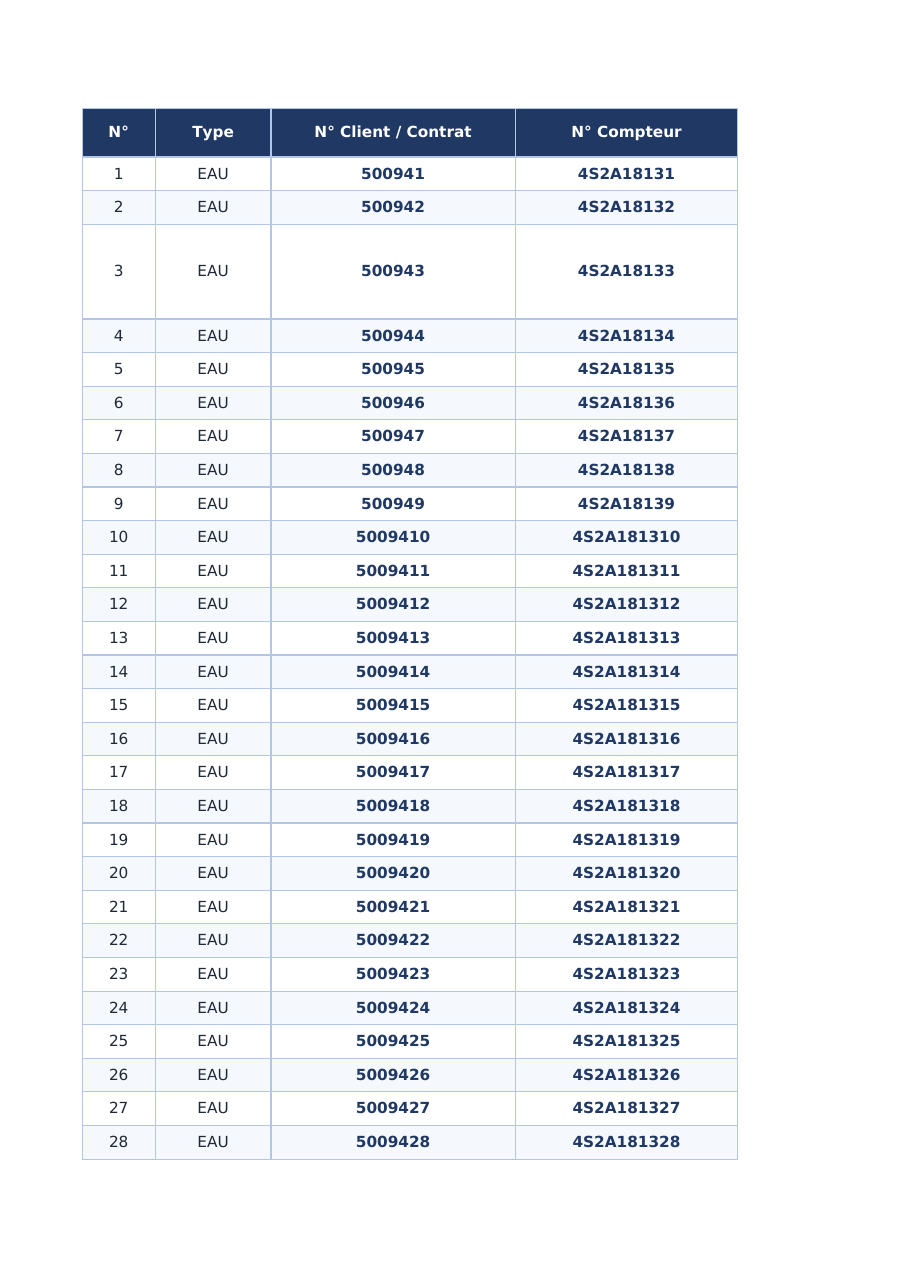 N° Type N° Client / Contrat N° Compteur
1 EAU 500941 4S2A18131
2 EAU 500942 4S2A18132
3 EAU 500943 4S2A18133
4 EAU 500944 4S2A18134
5 EAU 500945 4S2A18135
6 EAU 500946 4S2A18136
7 EAU 500947 4S2A18137
8 EAU 500948 4S2A18138
9 EAU 500949 4S2A18139
10 EAU 5009410 4S2A181310
11 EAU 5009411 4S2A181311
12 EAU 5009412 4S2A181312
13 EAU 5009413 4S2A181313
14 EAU 5009414 4S2A181314
15 EAU 5009415 4S2A181315
16 EAU 5009416 4S2A181316
17 EAU 5009417 4S2A181317
18 EAU 5009418 4S2A181318
19 EAU 5009419 4S2A181319
20 EAU 5009420 4S2A181320
21 EAU 5009421 4S2A181321
22 EAU 5009422 4S2A181322
23 EAU 5009423 4S2A181323
24 EAU 5009424 4S2A181324
25 EAU 5009425 4S2A181325
26 EAU 5009426 4S2A181326
27 EAU 5009427 4S2A181327
28 EAU 5009428 4S2A181328